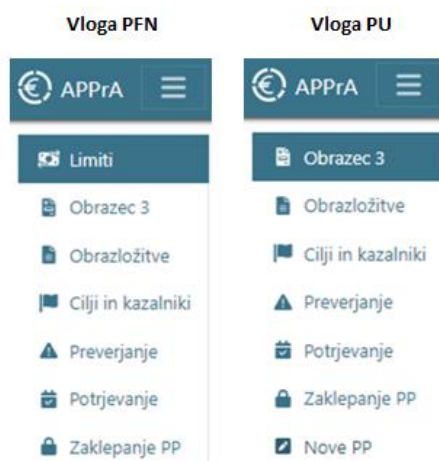 Vloga PFN
APPrA
Limiti
Obrazec 3
Obrazložitve
Cilji in kazalniki
Preverjanje
Potrjevanje
Zaklepanje PP
Vloga PU
APPrA
Obrazec 3
Obrazložitve
Cilji in kazalniki
Preverjanje
Potrjevanje
Zaklepanje PP
Nove PP